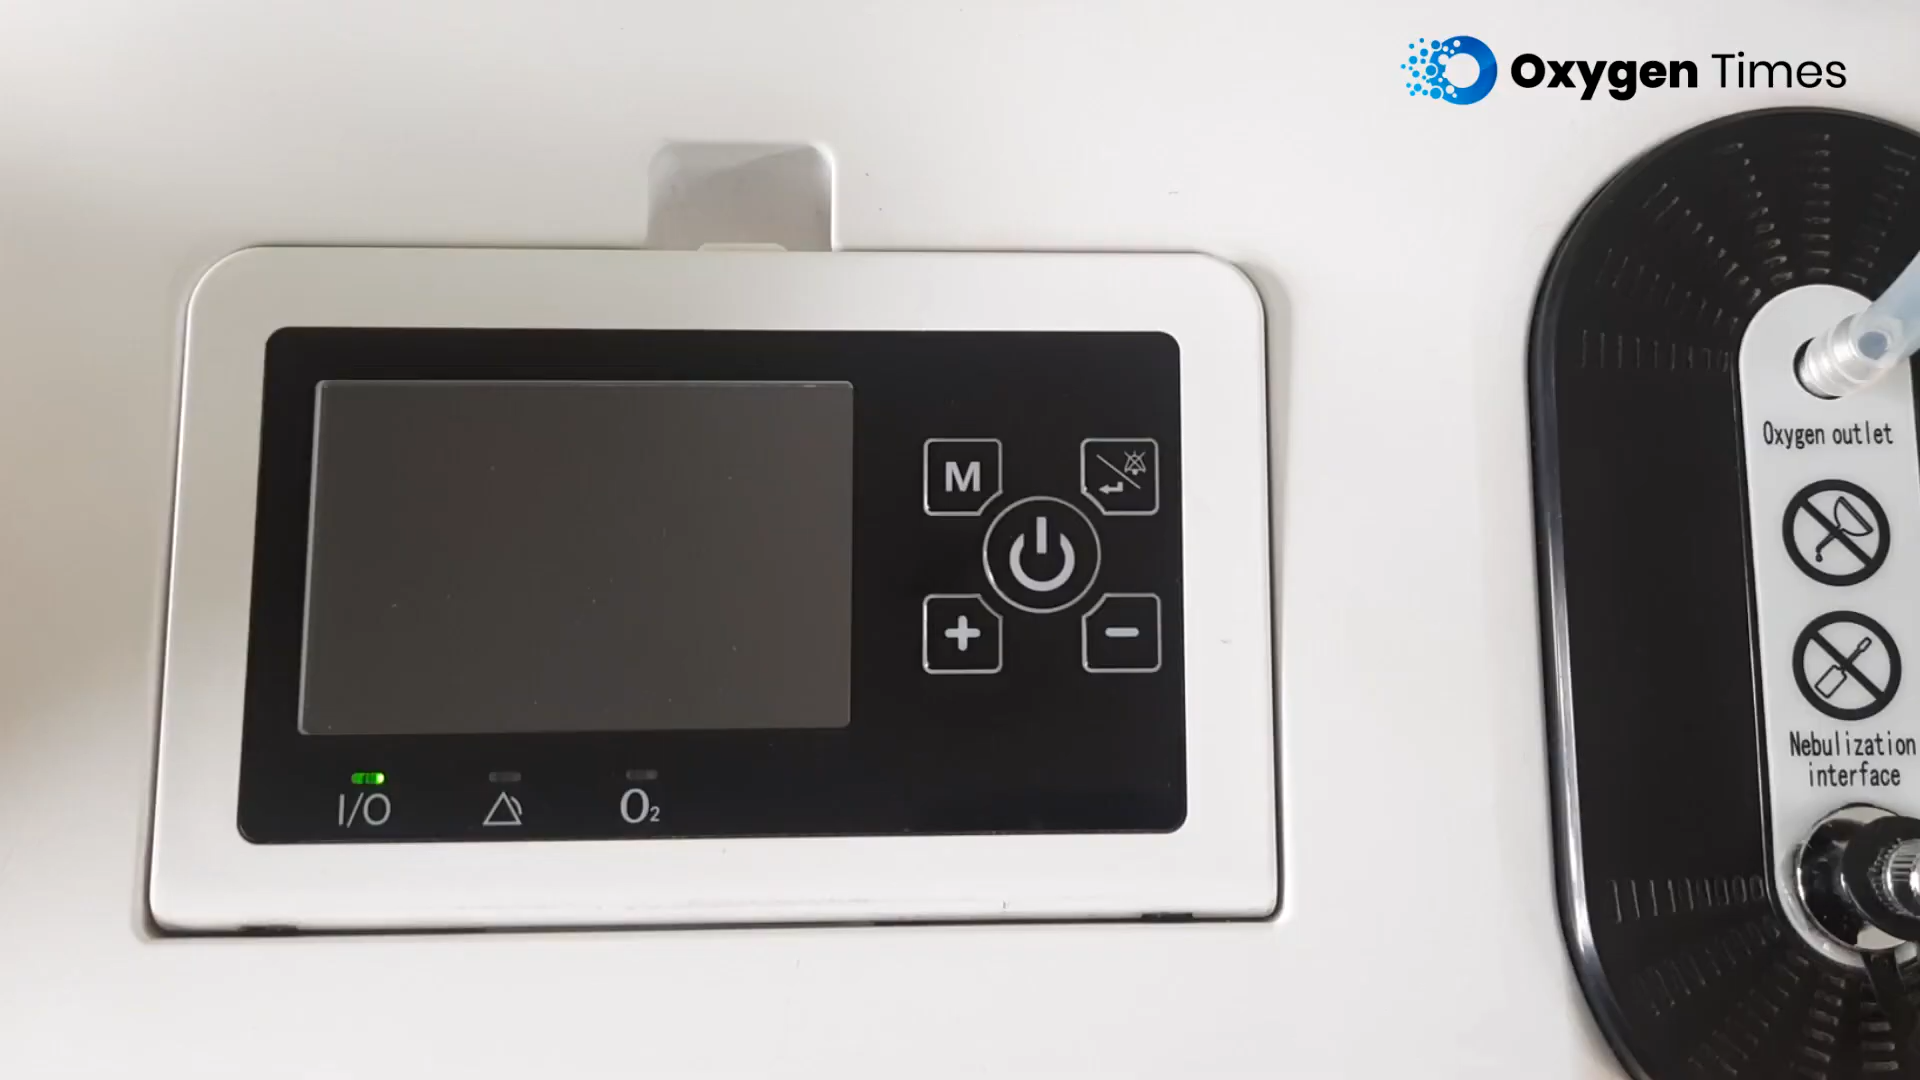 Oxygen Times
M
I/O
O₂
Oxygen outlet
Nebulization
interface